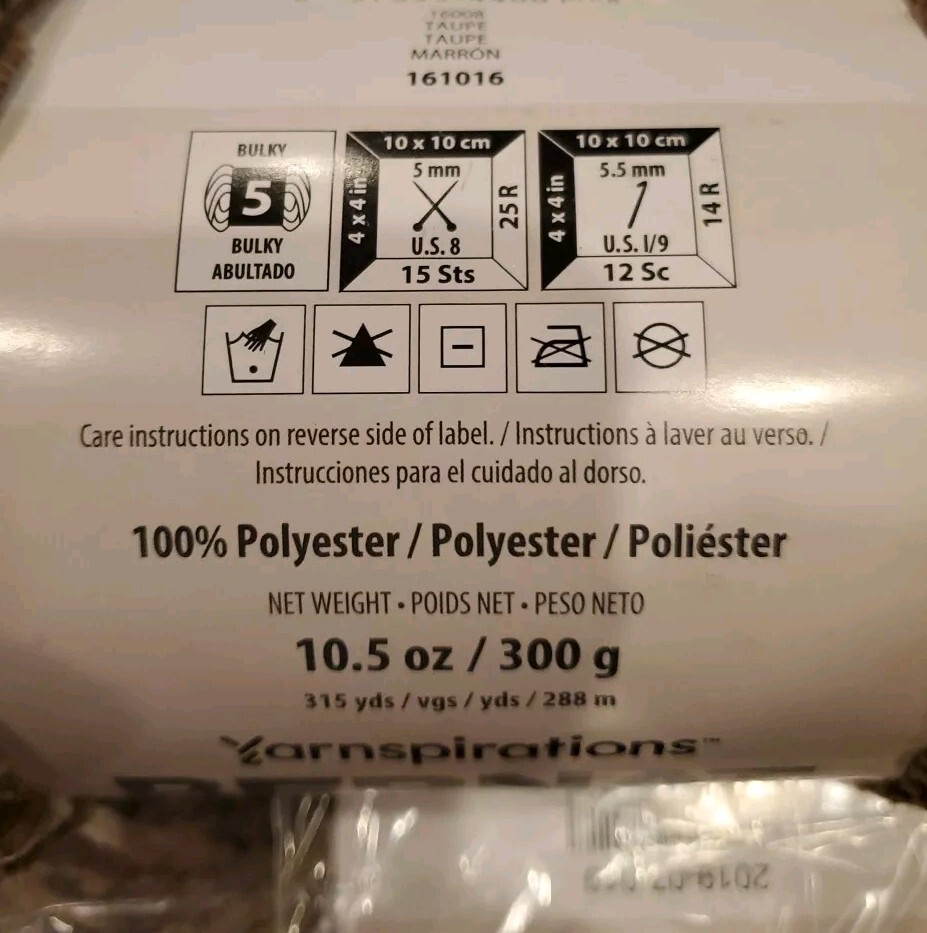 16008
TAUPE
TAUPE
MARRÓN
161016
BULKY
5
BULKY
ABULTADO
10 x 10 cm
4 x 4 in
5 mm
U.S. 8
25 R
15 Sts
10 x 10 cm
4 x 4 in
5.5 mm
U.S. I/9
14 R
12 Sc
Care instructions on reverse side of label. / Instructions à laver au verso. /
Instrucciones para el cuidado al dorso.
100% Polyester / Polyester / Poliéster
NET WEIGHT • POIDS NET • PESO NETO
10.5 oz / 300 g
315 yds / vgs / yds / 288 m
Yarnspirations™